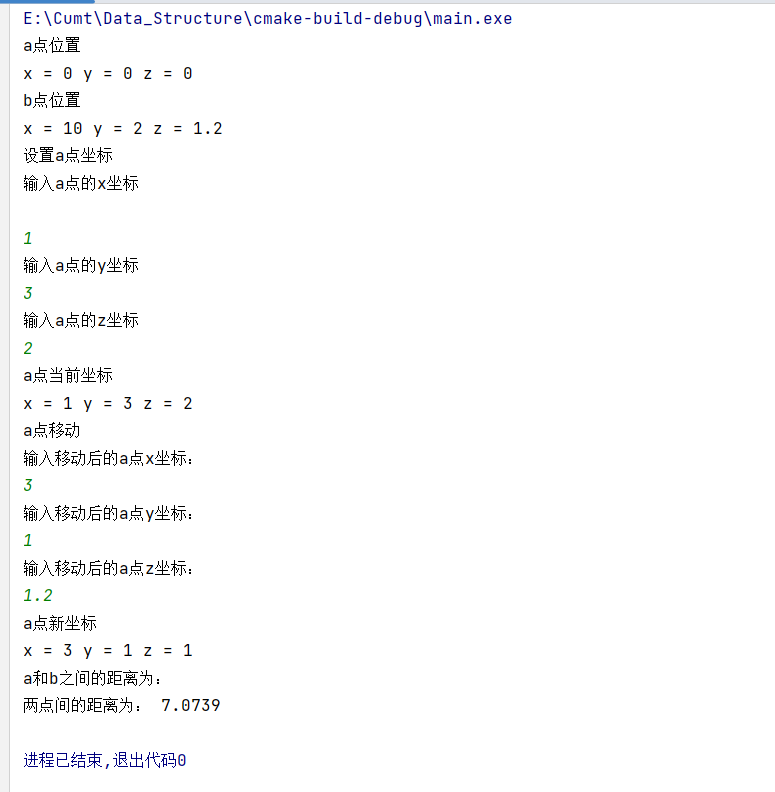 E:\Cumt\Data_Structure\cmake-build-debug\main.exe
a点位置
x = 0 y = 0 z = 0
b点位置
x = 10 y = 2 z = 1.2
设置a点坐标
输入a点的x坐标
1
输入a点的y坐标
3
输入a点的z坐标
2
a点当前坐标
x = 1 y = 3 z = 2
a点移动
输入移动后的a点x坐标:
3
输入移动后的a点y坐标:
1
输入移动后的a点z坐标:
1.2
a点新坐标
x = 3 y = 1 z = 1
a和b之间的距离为:
两点间的距离为: 7.0739
进程已结束,退出代码0